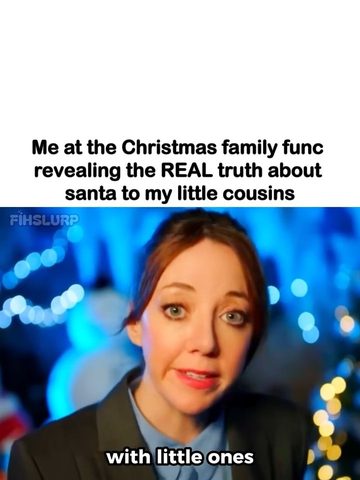 Me at the Christmas family func
revealing the REAL truth about
santa to my little cousins
FIHSLURP
with little ones